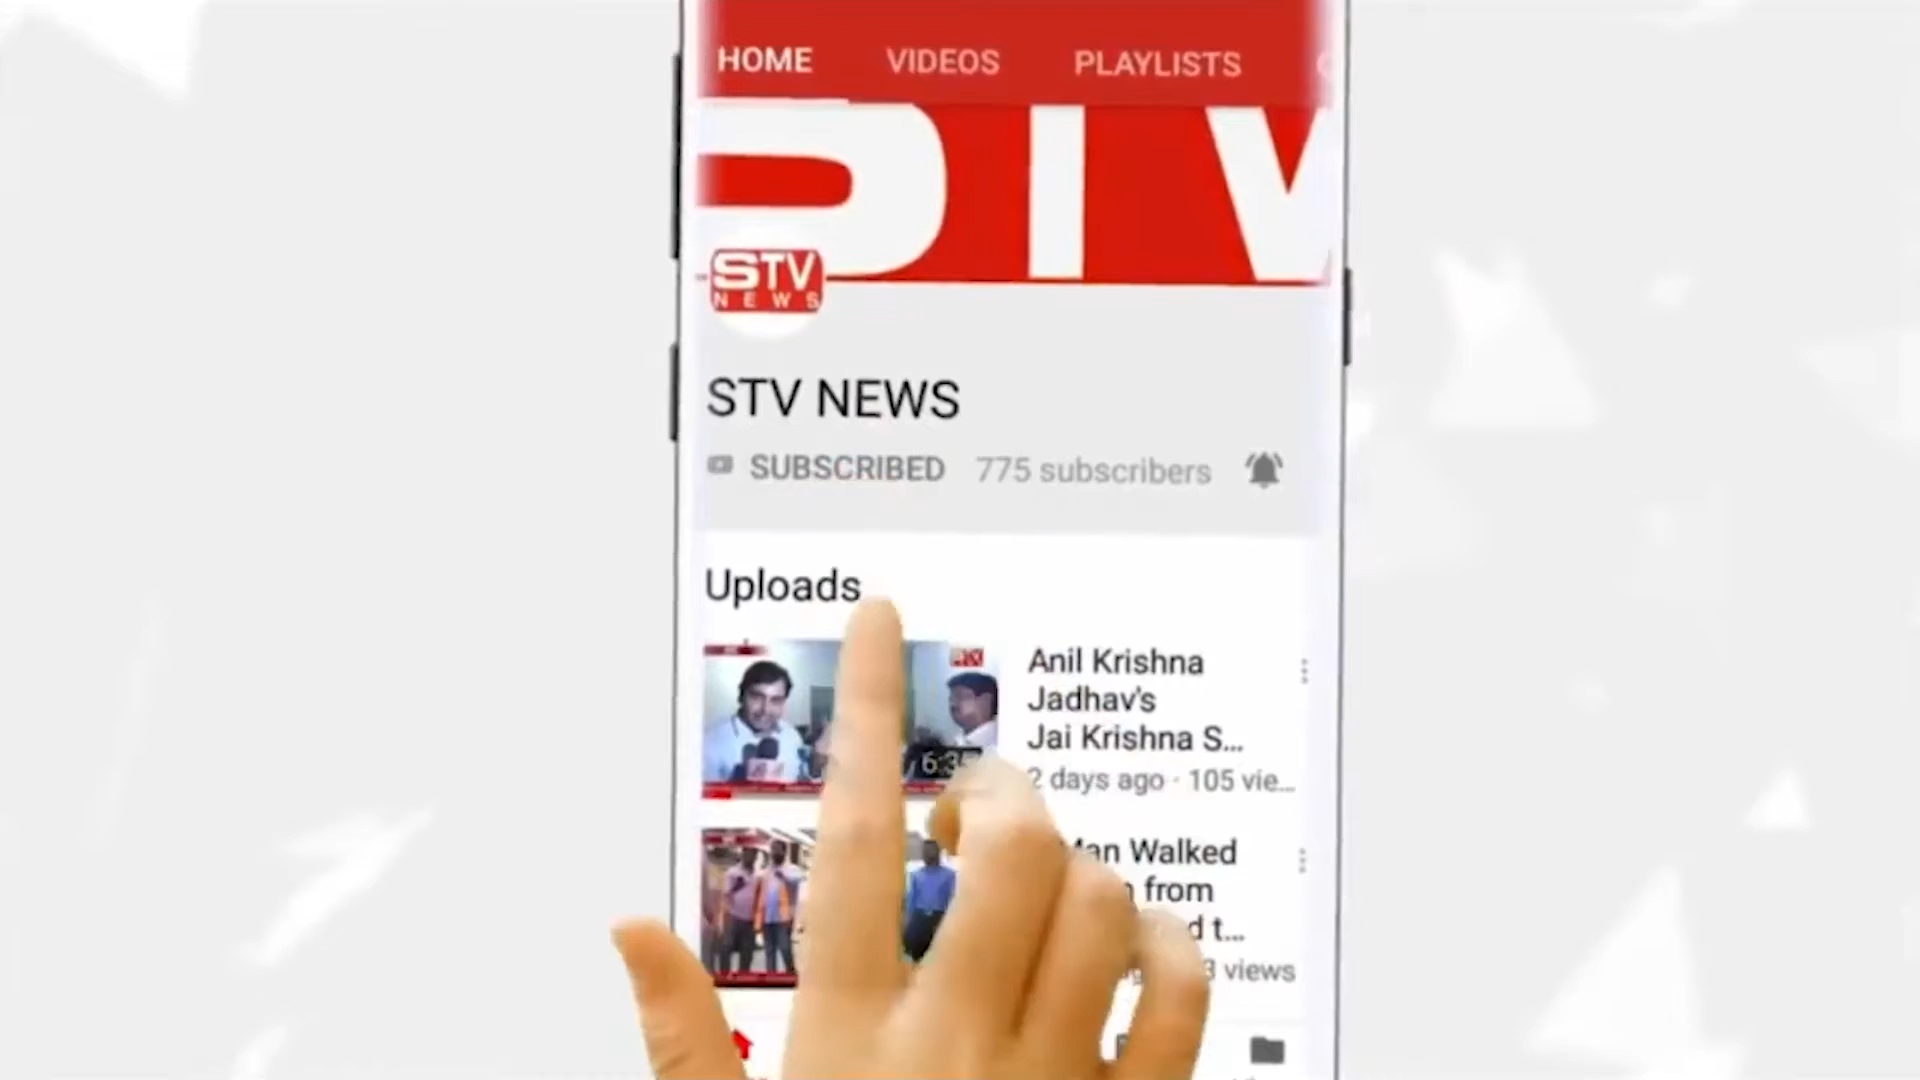 HOME VIDEOS PLAYLISTS
STV
STV
NEWS
STV NEWS
SUBSCRIBED 775 subscribers
Uploads
Anil Krishna
Jadhav's
Jai Krishna S...
2 days ago · 105 vie...
Man Walked
from
3 views